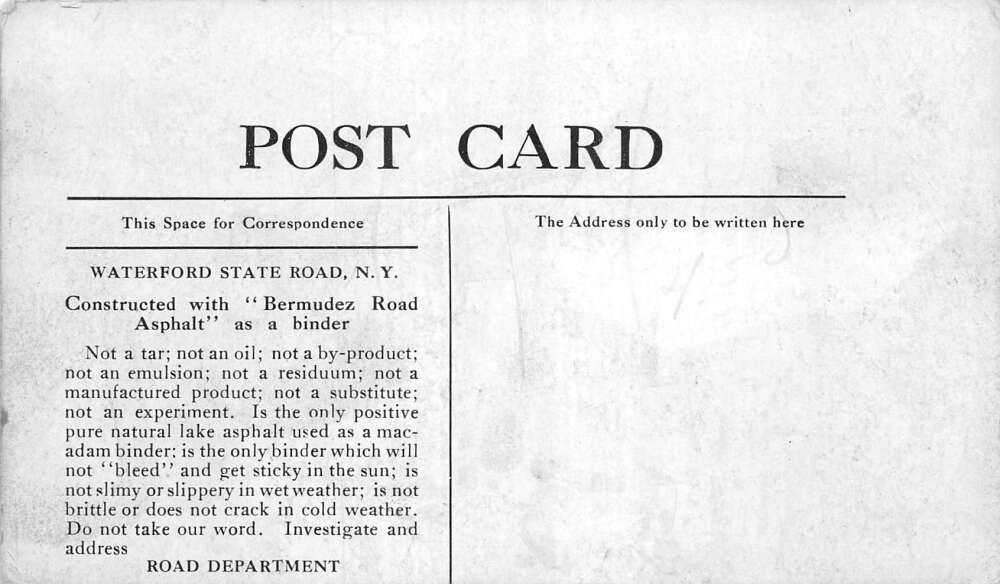 POST CARD
This Space for Correspondence
The Address only to be written here
WATERFORD STATE ROAD, N. Y.
Constructed with "Bermudez Road
Asphalt" as a binder
Not a tar; not an oil; not a by-product;
not an emulsion; not a residuum; not a
manufactured product; not a substitute;
not an experiment. Is the only positive
pure natural lake asphalt used as a mac-
adam binder: is the only binder which will
not "bleed" and get sticky in the sun; is
not slimy or slippery in wet weather; is not
brittle or does not crack in cold weather.
Do not take our word. Investigate and
address
ROAD DEPARTMENT